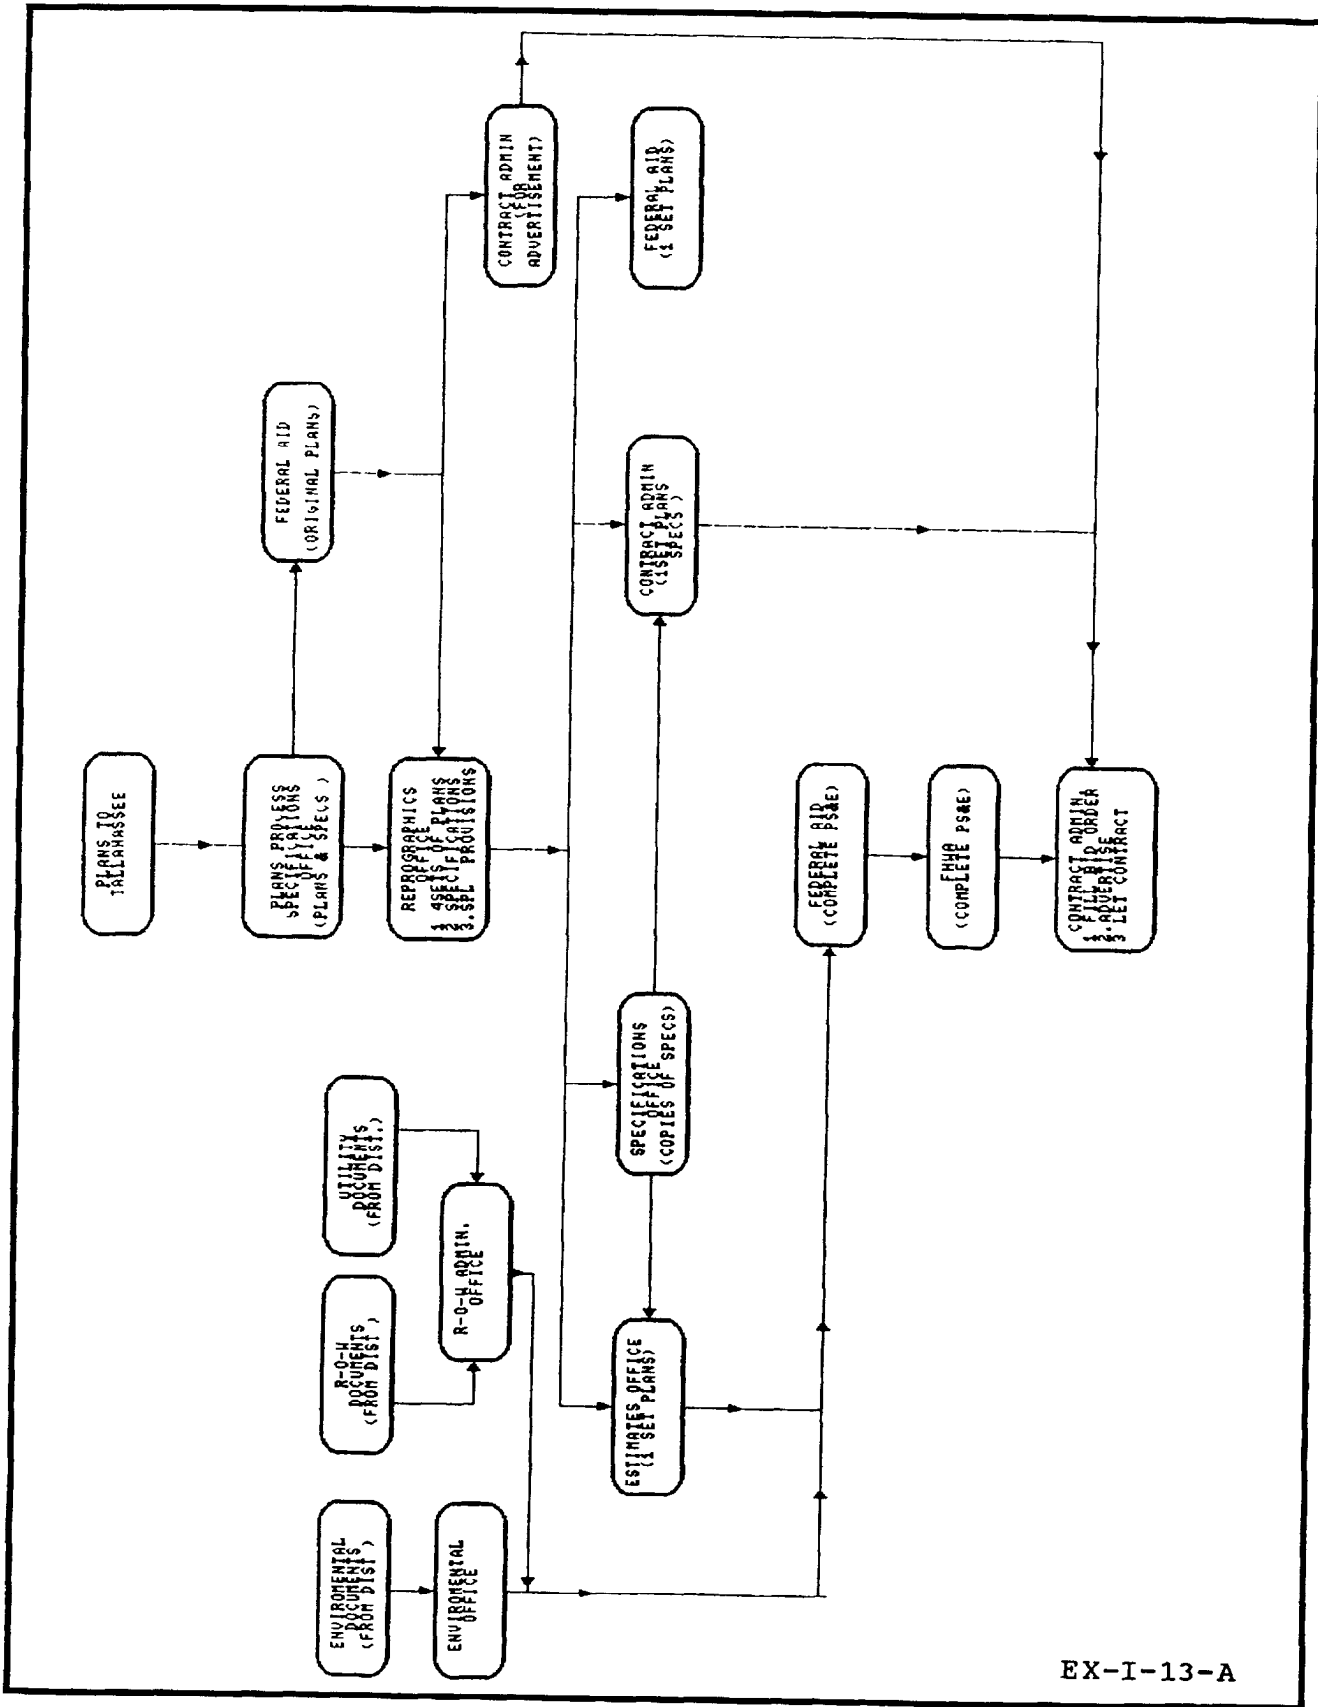 PLANS TO
TALLAHASSEE
PLANS PROCESS
SPECIFICATIONS
OFFICE
(PLANS & SPECS )
FEDERAL AID
(ORIGINAL PLANS)
REPROGRAPHICS
OFFICE
1 4SETS OF PLANS
2 SPECIFICATIONS
3.SPL PROVISIONS
CONTRACT ADMIN
(FOR
ADVERTISEMENT)
ENVIROMENTAL
DOCUMENTS
(FROM DIST )
R-O-W
DOCUMENTS
(FROM DIST )
UTILITY
DOCUMENTS
(FROM DIST.)
ENVIROMENTAL
OFFICE
R-O-W ADMIN.
OFFICE
ESTIMATES OFFICE
(1 SET PLANS)
SPECIFICATIONS
OFFICE
(COPIES OF SPECS)
CONTRACT ADMIN
(1SET PLANS
SPECS )
FEDERAL AID
(1 SET PLANS)
FEDERAL AID
(COMPLETE PS&E)
FHWA
(COMPLETE PS&E)
CONTRACT ADMIN.
1 FILM BID ORDER
2.ADVERTISE
3 LET CONTRACT
EX-I-13-A